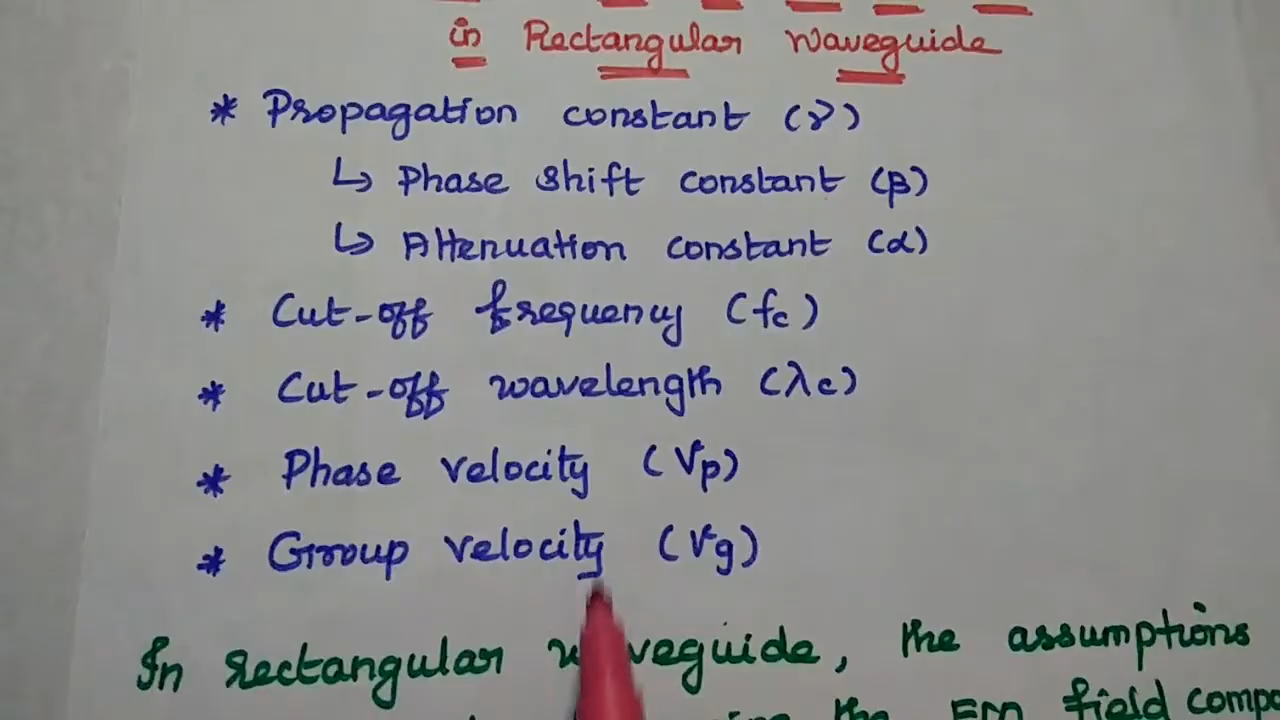 in Rectangular waveguide
* Propagation constant (γ)
↳ Phase shift constant (β)
↳ Attenuation constant (α)
* Cut-off frequency (fc)
* Cut-off wavelength (λc)
* Phase velocity (Vp)
* Group velocity (Vg)
In rectangular waveguide, the assumptions
the EM field